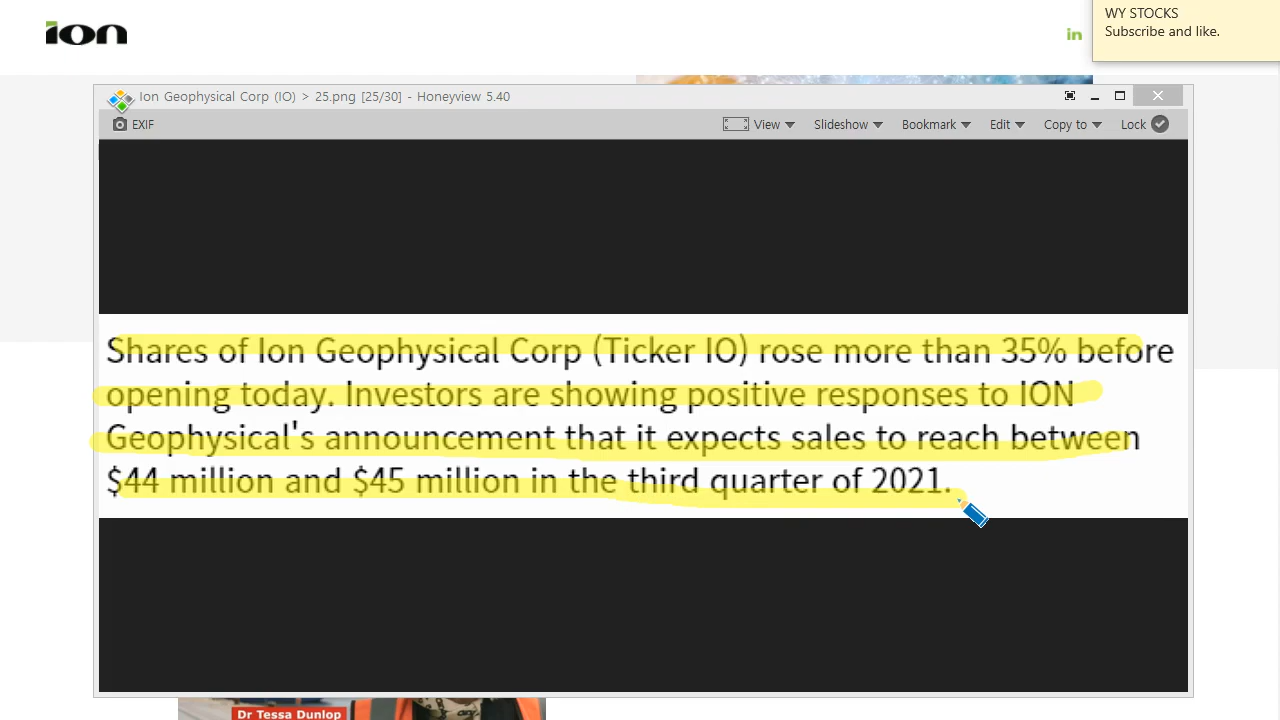 ion
in
WY STOCKS
Subscribe and like.
Ion Geophysical Corp (IO) > 25.png [25/30] - Honeyview 5.40
EXIF
View
Slideshow
Bookmark
Edit
Copy to
Lock
Shares of Ion Geophysical Corp (Ticker IO) rose more than 35% before
opening today. Investors are showing positive responses to ION
Geophysical's announcement that it expects sales to reach between
$44 million and $45 million in the third quarter of 2021.
Dr Tessa Dunlop